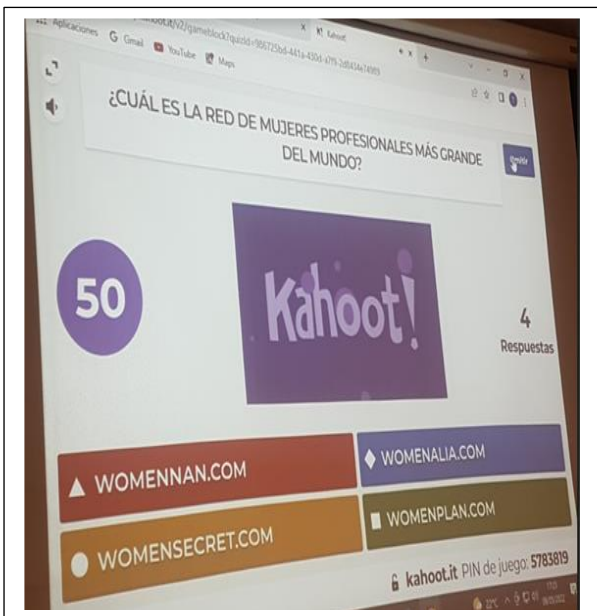 Aplicaciones
Gmail
YouTube
Maps
Kahoot!
¿CUÁL ES LA RED DE MUJERES PROFESIONALES MÁS GRANDE
DEL MUNDO?
Omitir
50
Kahoot!
4
Respuestas
WOMENNAN.COM
WOMENALIA.COM
WOMENSECRET.COM
WOMENPLAN.COM
kahoot.it PIN de juego: 5783819
22°C